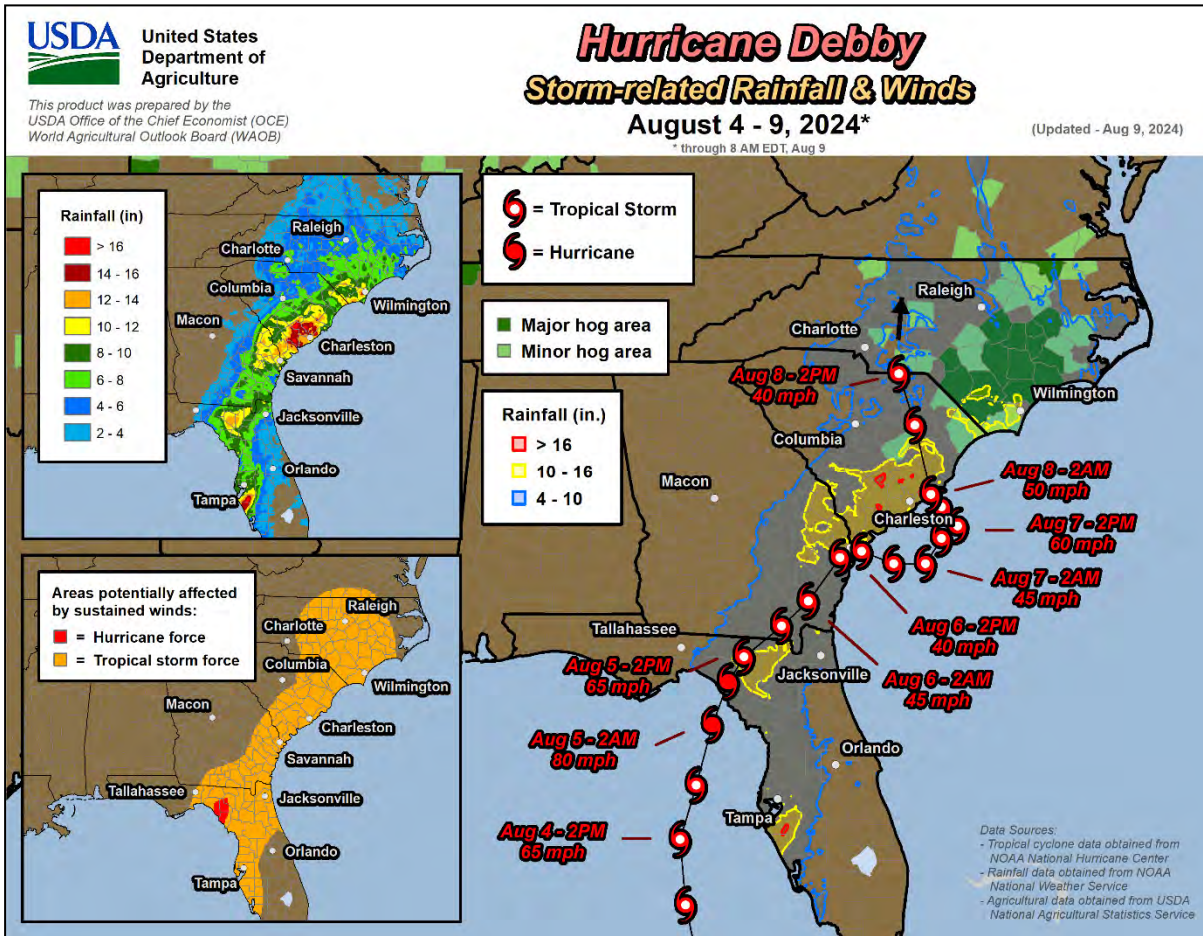 USDA
United States
Department of
Agriculture
This product was prepared by the
USDA Office of the Chief Economist (OCE)
World Agricultural Outlook Board (WAOB)
Hurricane Debby
Storm-related Rainfall & Winds
August 4 - 9, 2024*
* through 8 AM EDT, Aug 9
(Updated - Aug 9, 2024)
Rainfall (in)
> 16
14 - 16
12 - 14
10 - 12
8 - 10
6 - 8
4 - 6
2 - 4
Raleigh
Charlotte
Columbia
Wilmington
Macon
Charleston
Savannah
Jacksonville
Orlando
Tampa
Areas potentially affected
by sustained winds:
= Hurricane force
= Tropical storm force
Raleigh
Charlotte
Columbia
Wilmington
Macon
Charleston
Savannah
Tallahassee
Jacksonville
Orlando
Tampa
= Tropical Storm
= Hurricane
Major hog area
Minor hog area
Rainfall (in.)
> 16
10 - 16
4 - 10
Raleigh
Charlotte
Aug 8 - 2PM
40 mph
Wilmington
Columbia
Macon
Aug 8 - 2AM
50 mph
Charleston
Aug 7 - 2PM
60 mph
Aug 7 - 2AM
45 mph
Aug 6 - 2PM
40 mph
Tallahassee
Aug 5 - 2PM
65 mph
Jacksonville
Aug 6 - 2AM
45 mph
Aug 5 - 2AM
80 mph
Orlando
Tampa
Aug 4 - 2PM
65 mph
Data Sources:
- Tropical cyclone data obtained from
NOAA National Hurricane Center
- Rainfall data obtained from NOAA
National Weather Service
- Agricultural data obtained from USDA
National Agricultural Statistics Service